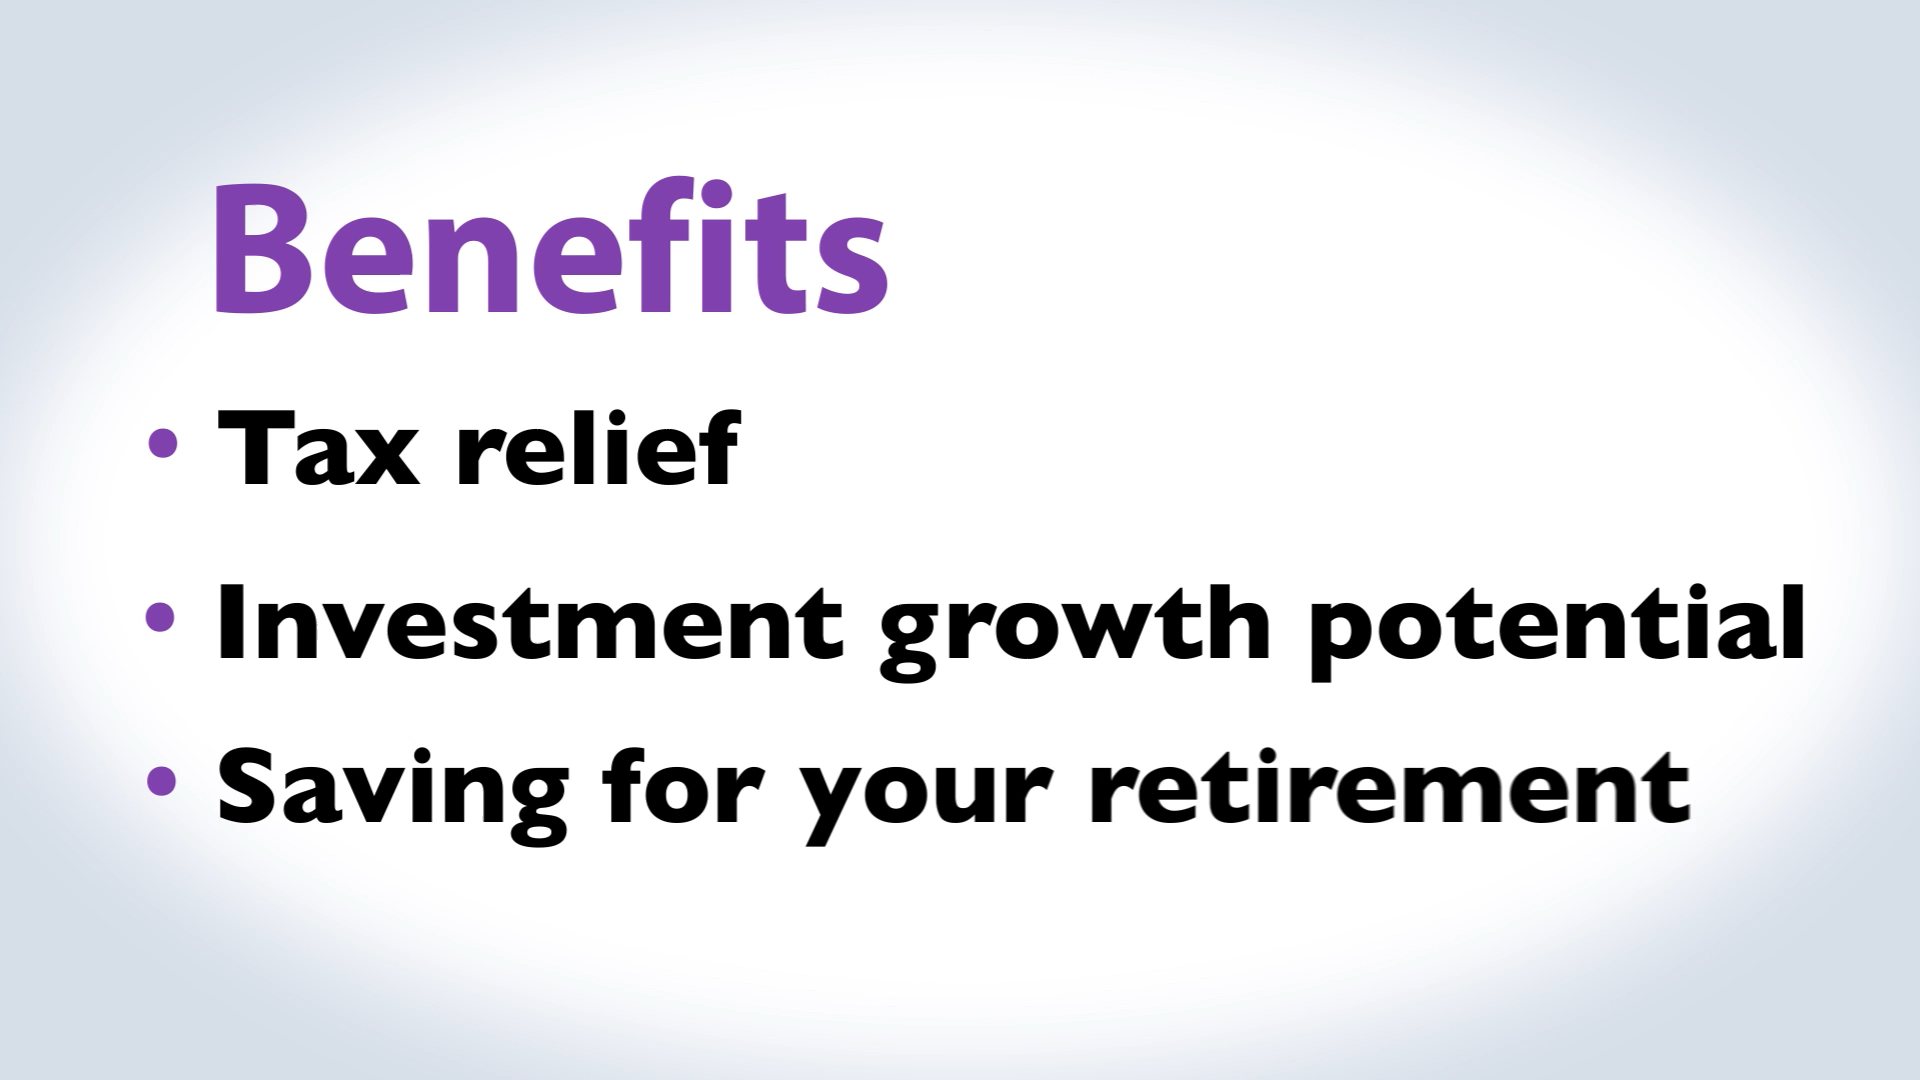 Benefits
• Tax relief
• Investment growth potential
• Saving for your retirement